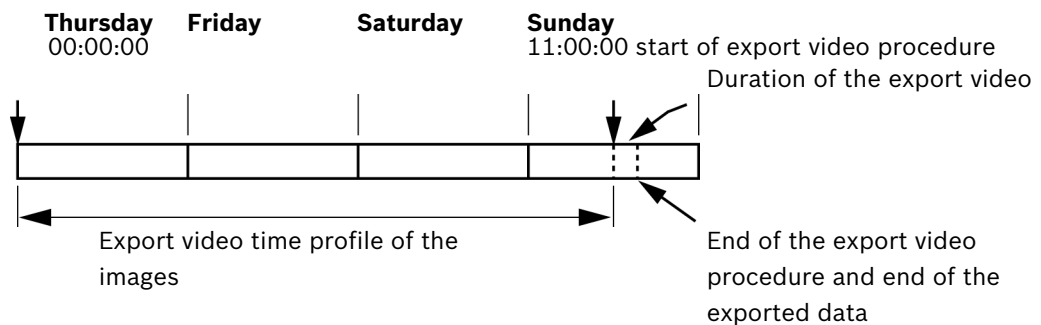 Thursday Friday Saturday Sunday
00:00:00 11:00:00 start of export video procedure
Duration of the export video
Export video time profile of the
images
End of the export video
procedure and end of the
exported data